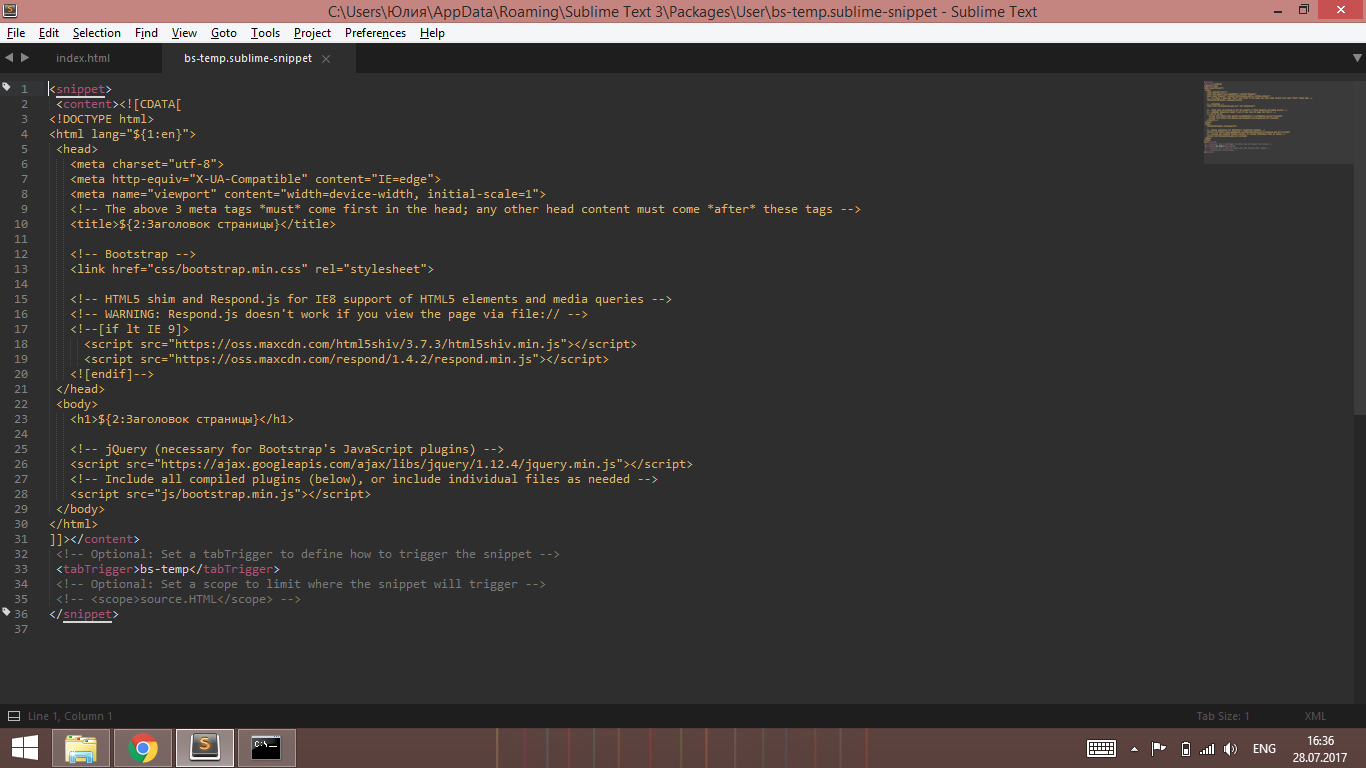 C:\Users\Юлия\AppData\Roaming\Sublime Text 3\Packages\User\bs-temp.sublime-snippet - Sublime Text
File Edit Selection Find View Goto Tools Project Preferences Help
index.html bs-temp.sublime-snippet
1 <snippet>
2 <content><![CDATA[
3 <!DOCTYPE html>
4 <html lang="${1:en}">
5 <head>
6 <meta charset="utf-8">
7 <meta http-equiv="X-UA-Compatible" content="IE=edge">
8 <meta name="viewport" content="width=device-width, initial-scale=1">
9 <!-- The above 3 meta tags *must* come first in the head; any other head content must come *after* these tags -->
10 <title>${2:Заголовок страницы}</title>
11
12 <!-- Bootstrap -->
13 <link href="css/bootstrap.min.css" rel="stylesheet">
14
15 <!-- HTML5 shim and Respond.js for IE8 support of HTML5 elements and media queries -->
16 <!-- WARNING: Respond.js doesn't work if you view the page via file:// -->
17 <!--[if lt IE 9]>
18 <script src="https://oss.maxcdn.com/html5shiv/3.7.3/html5shiv.min.js"></script>
19 <script src="https://oss.maxcdn.com/respond/1.4.2/respond.min.js"></script>
20 <![endif]-->
21 </head>
22 <body>
23 <h1>${2:Заголовок страницы}</h1>
24
25 <!-- jQuery (necessary for Bootstrap's JavaScript plugins) -->
26 <script src="https://ajax.googleapis.com/ajax/libs/jquery/1.12.4/jquery.min.js"></script>
27 <!-- Include all compiled plugins (below), or include individual files as needed -->
28 <script src="js/bootstrap.min.js"></script>
29 </body>
30 </html>
31 ]]></content>
32 <!-- Optional: Set a tabTrigger to define how to trigger the snippet -->
33 <tabTrigger>bs-temp</tabTrigger>
34 <!-- Optional: Set a scope to limit where the snippet will trigger -->
35 <!-- <scope>source.HTML</scope> -->
36 </snippet>
37
Line 1, Column 1 Tab Size: 1 XML
ENG 16:36
28.07.2017